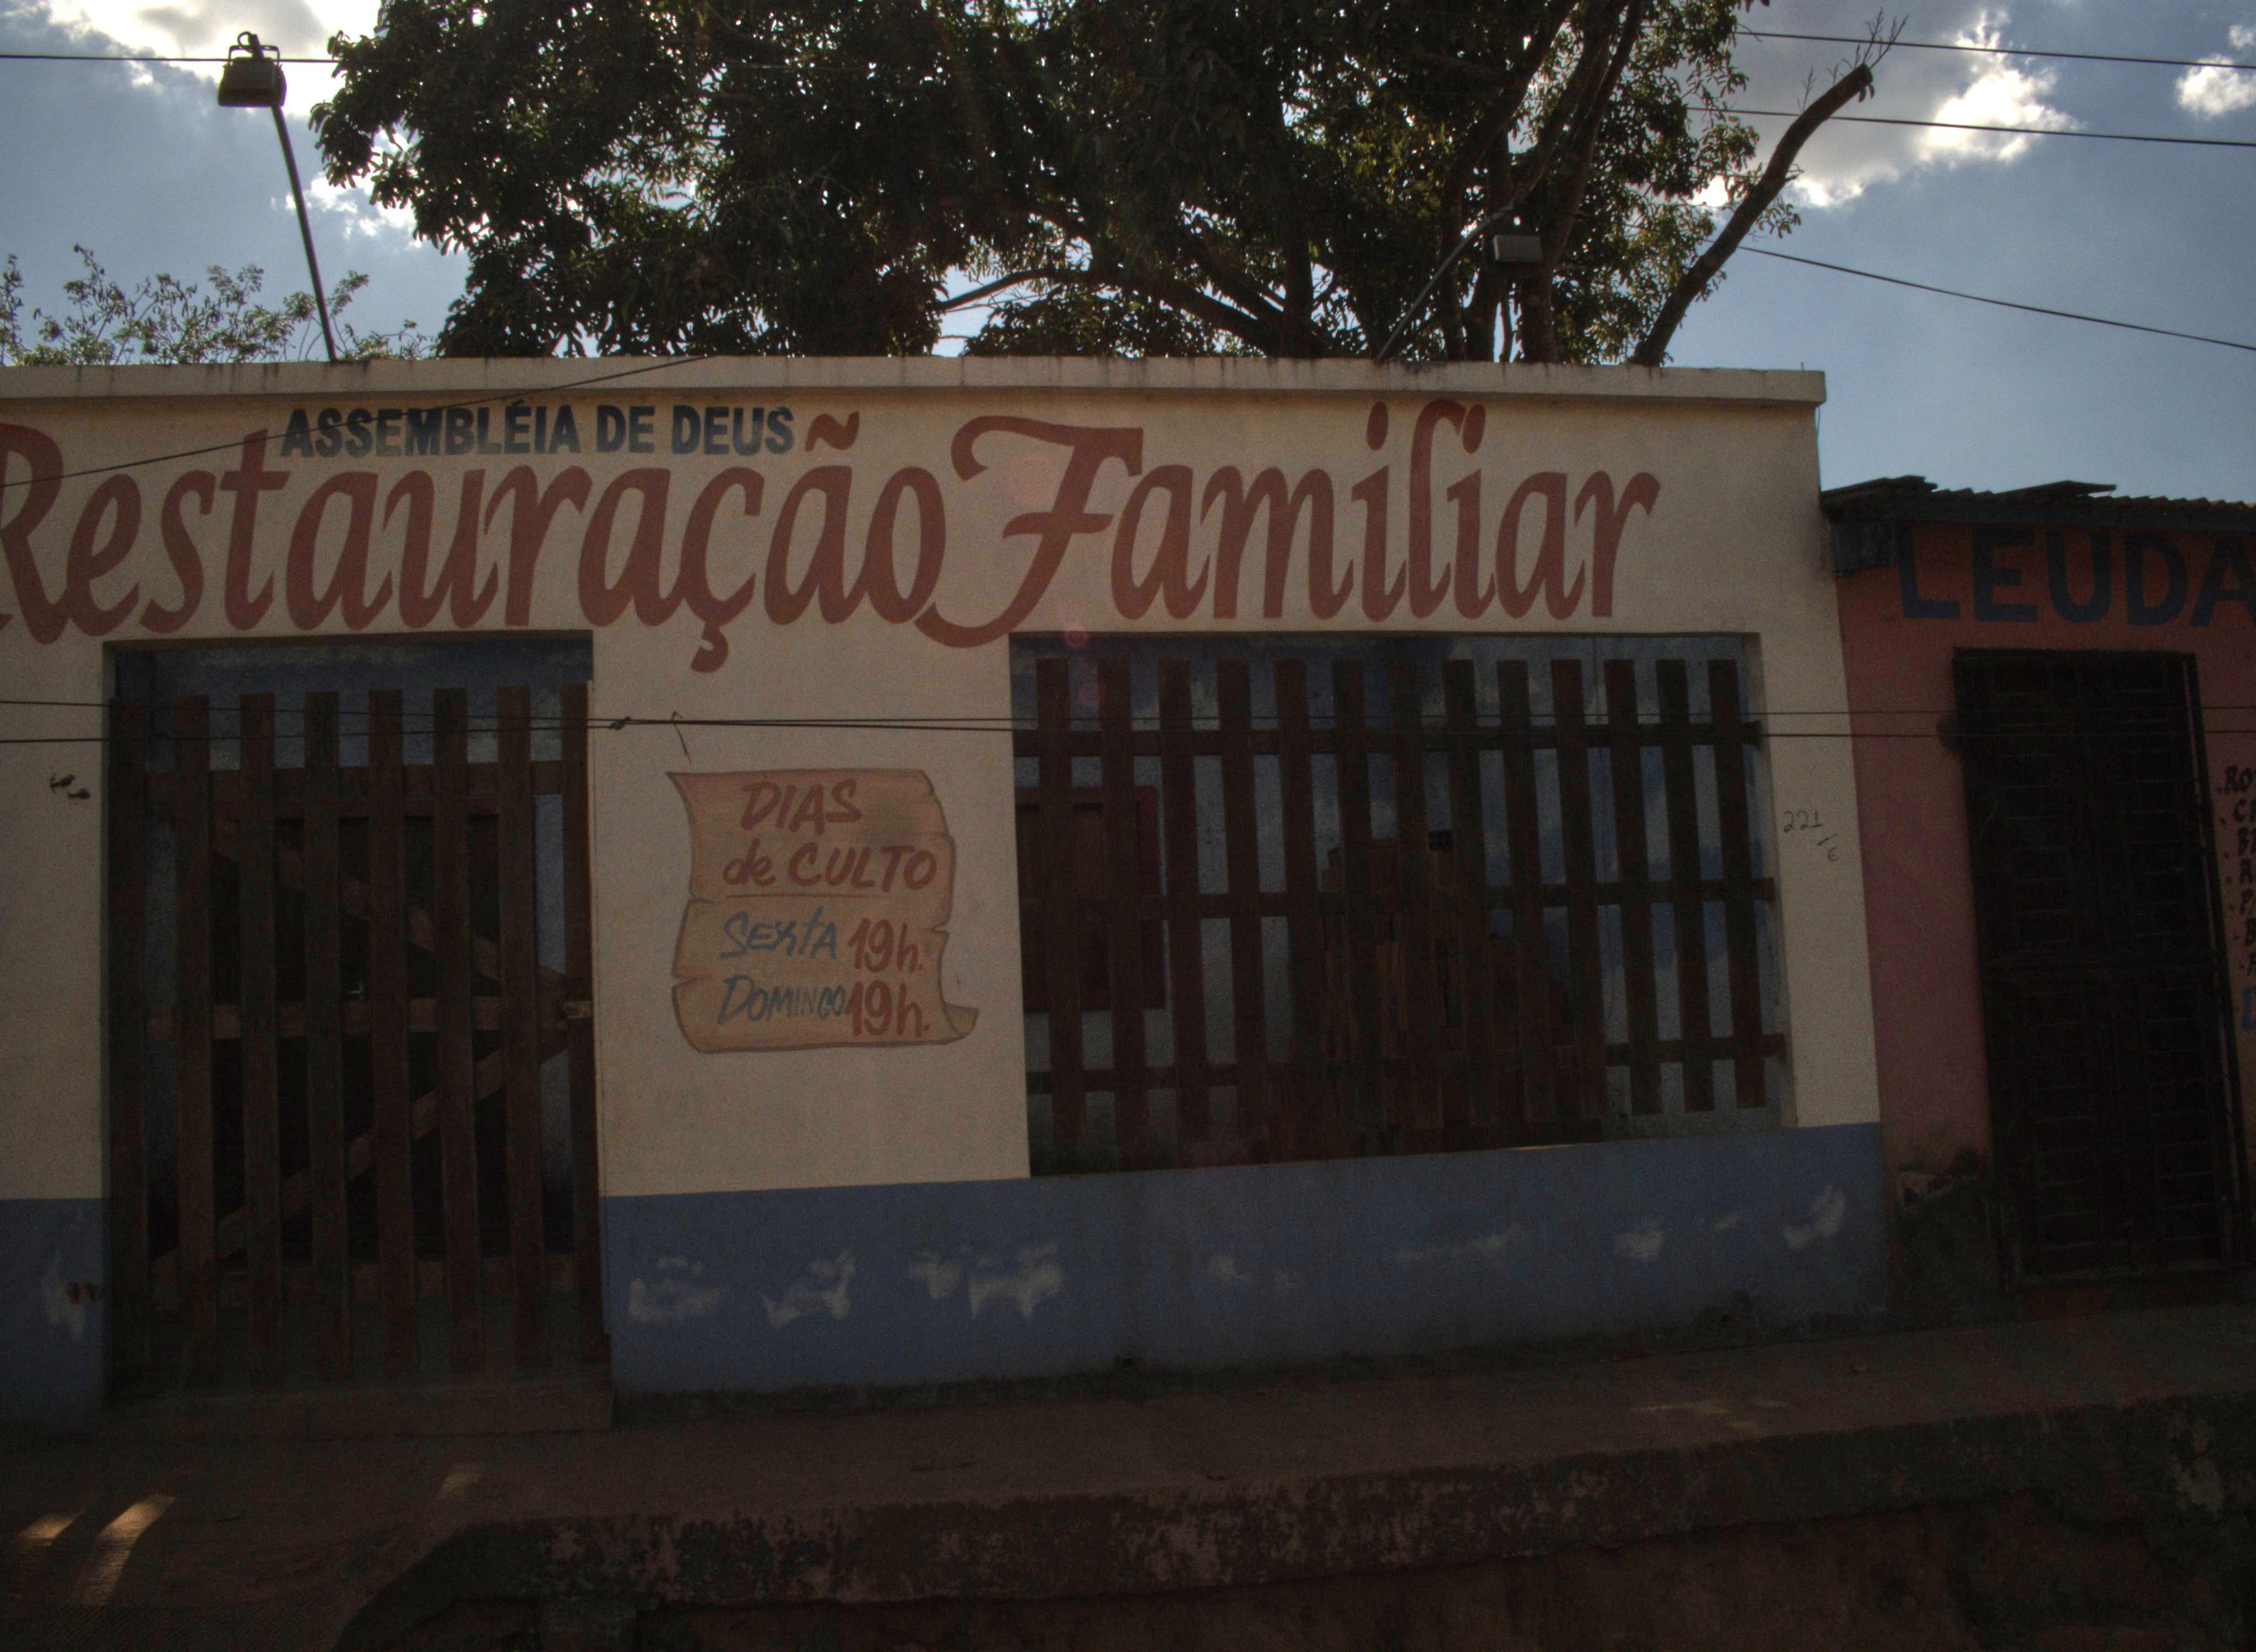 ASSEMBLÉIA DE DEUS
Restauração Familiar
DIAS
de CULTO
SEXTA 19h.
DOMINGO 19h.
221
LEUDA